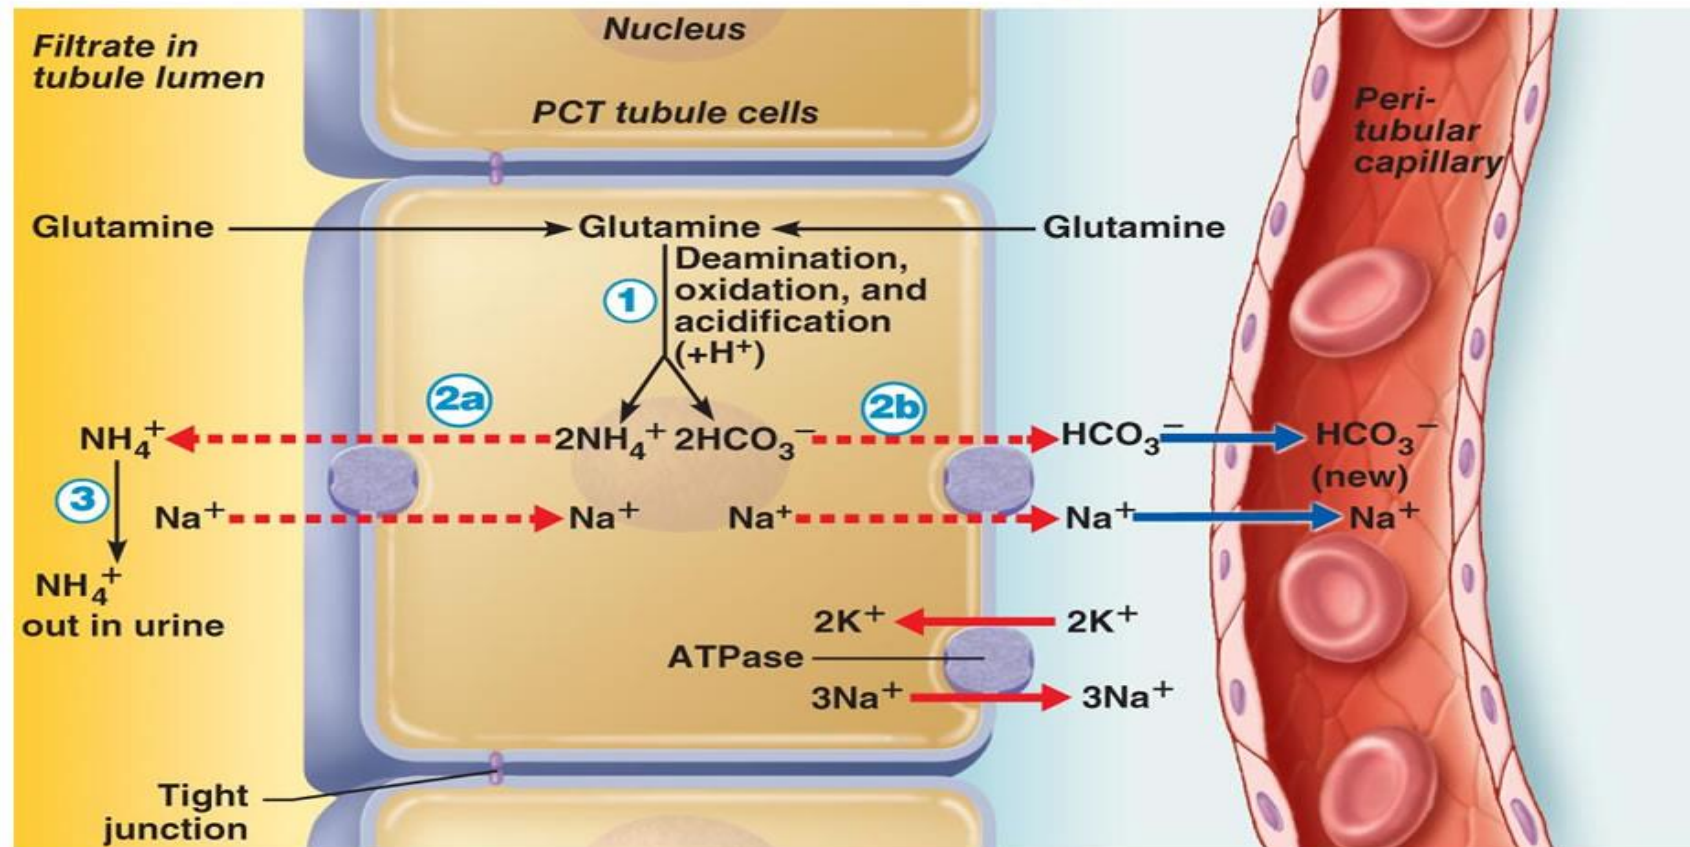 Filtrate in
tubule lumen
Nucleus
PCT tubule cells
Peri-
tubular
capillary
Glutamine
Glutamine
Glutamine
1
Deamination,
oxidation, and
acidification
(+H⁺)
2a
2b
NH₄⁺
2NH₄⁺ 2HCO₃⁻
HCO₃⁻
HCO₃⁻
(new)
3
Na⁺
Na⁺
Na⁺
Na⁺
Na⁺
NH₄⁺
out in urine
2K⁺
2K⁺
ATPase
3Na⁺
3Na⁺
Tight
junction